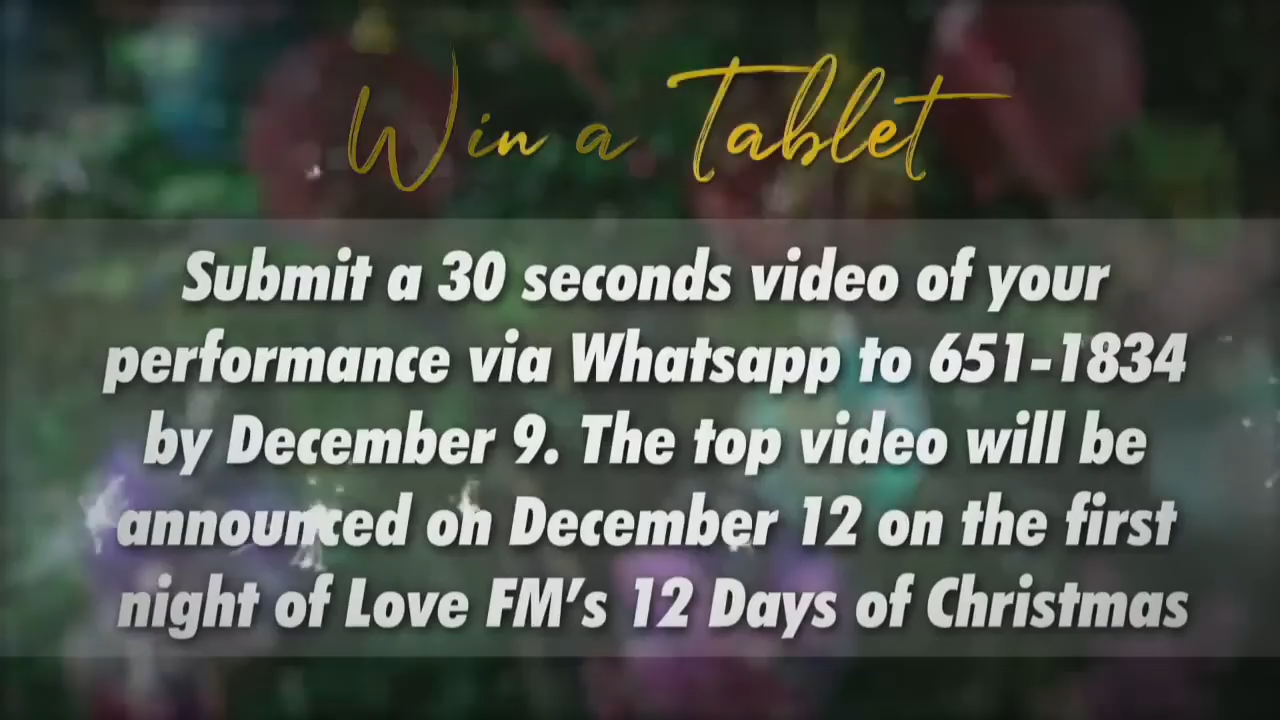 Win a Tablet
Submit a 30 seconds video of your
performance via Whatsapp to 651-1834
by December 9. The top video will be
announced on December 12 on the first
night of Love FM's 12 Days of Christmas